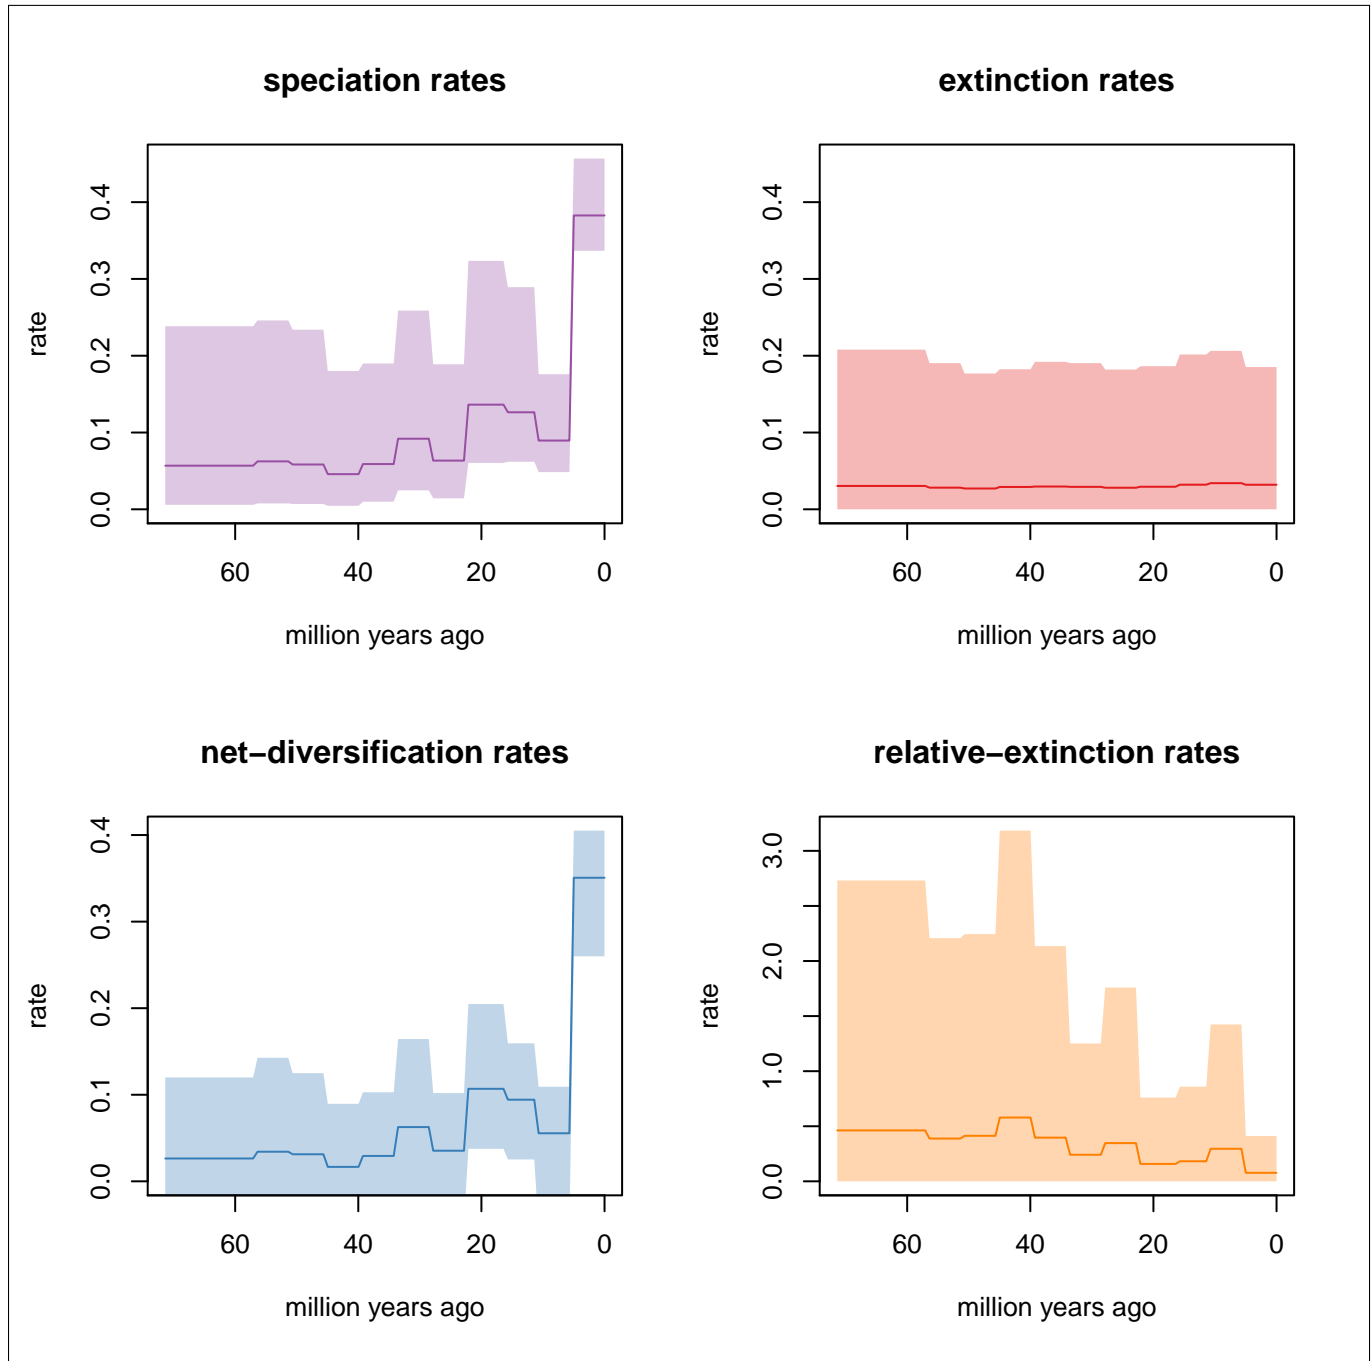 speciation rates
rate
0.0 0.1 0.2 0.3 0.4
60 40 20 0
million years ago
extinction rates
rate
0.0 0.1 0.2 0.3 0.4
60 40 20 0
million years ago
net−diversification rates
rate
0.0 0.1 0.2 0.3 0.4
60 40 20 0
million years ago
relative−extinction rates
rate
0.0 1.0 2.0 3.0
60 40 20 0
million years ago